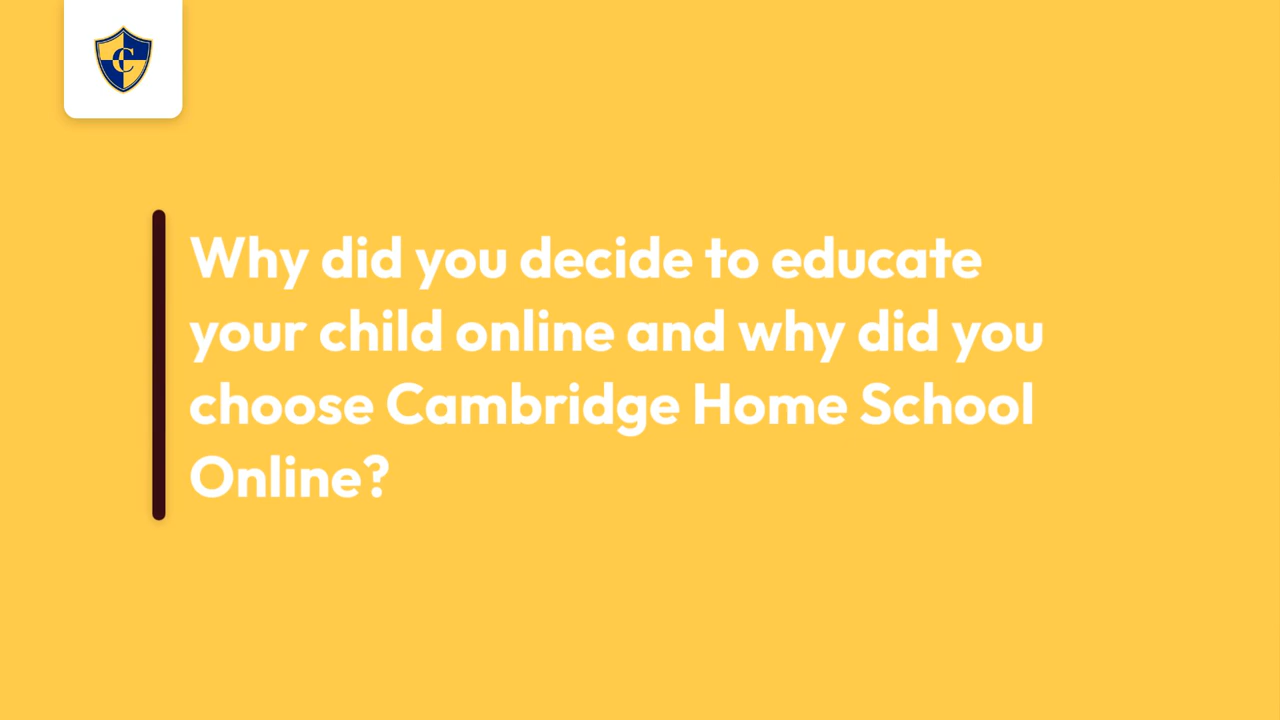 C
Why did you decide to educate
your child online and why did you
choose Cambridge Home School
Online?